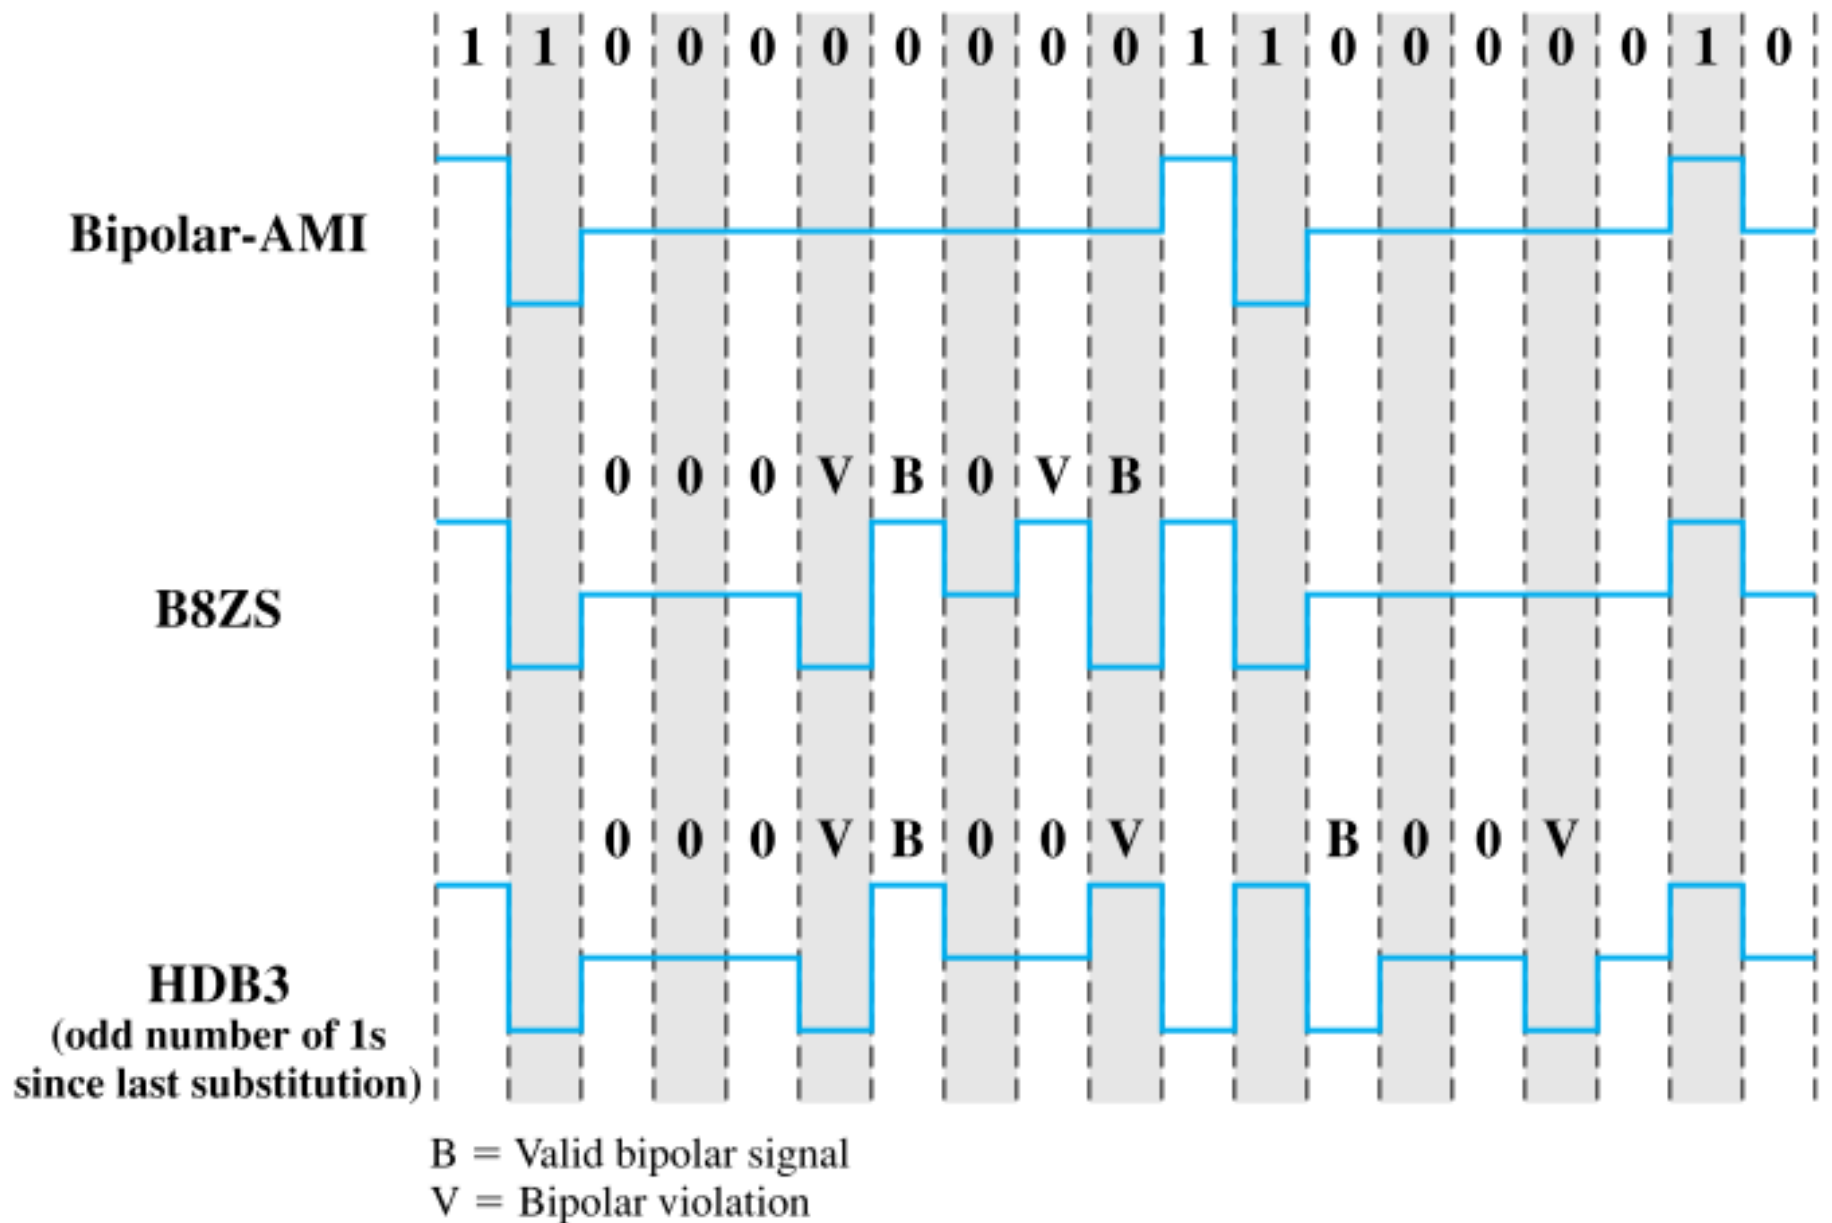 1 1 0 0 0 0 0 0 0 0 1 1 0 0 0 0 0 1 0
Bipolar-AMI
0 0 0 V B 0 V B
B8ZS
0 0 0 V B 0 0 V B 0 0 V
HDB3
(odd number of 1s
since last substitution)
B = Valid bipolar signal
V = Bipolar violation